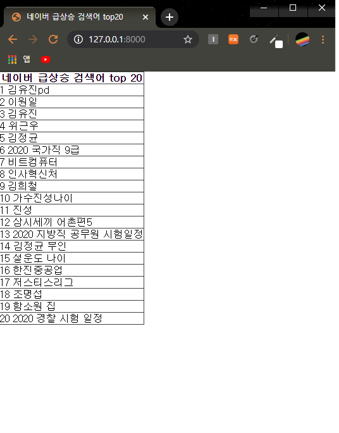 네이버 급상승 검색어 top20
127.0.0.1:8000
앱
네이버 급상승 검색어 top 20
1 김유진pd
2 이원일
3 김유진
4 위근우
5 김정균
6 2020 국가직 9급
7 비트컴퓨터
8 인사혁신처
9 김희철
10 가수진성나이
11 진성
12 삼시세끼 어촌편5
13 2020 지방직 공무원 시험일정
14 김정균 부인
15 설운도 나이
16 한진중공업
17 저스티스리그
18 조명섭
19 함소원 집
20 2020 경찰 시험 일정